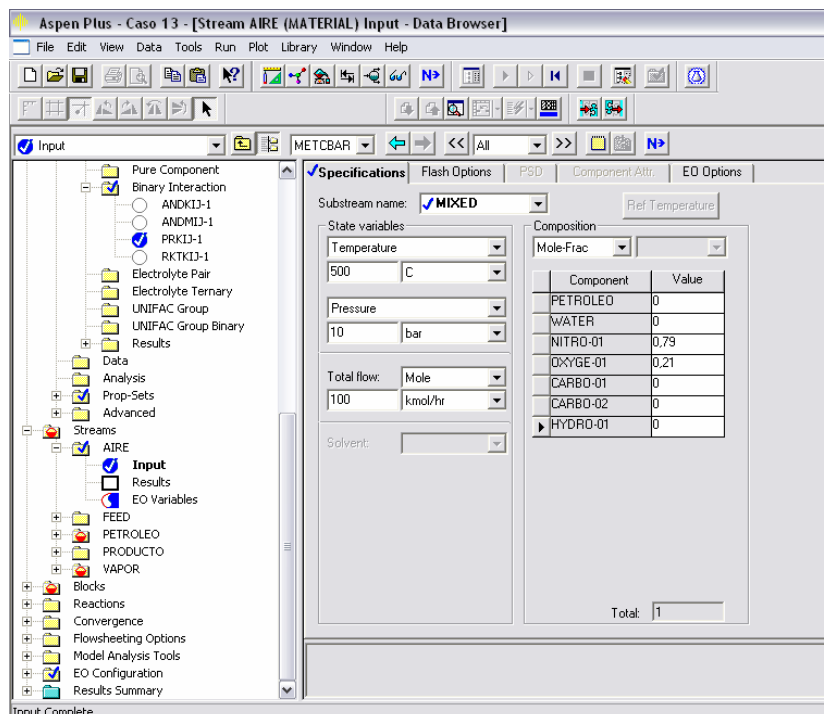 Aspen Plus - Caso 13 - [Stream AIRE (MATERIAL) Input - Data Browser]
File Edit View Data Tools Run Plot Library Window Help
N>
Input METCBAR << All >> N>
Pure Component
Binary Interaction
ANDKIJ-1
ANDMIJ-1
PRKIJ-1
RKTKIJ-1
Electrolyte Pair
Electrolyte Ternary
UNIFAC Group
UNIFAC Group Binary
Results
Data
Analysis
Prop-Sets
Advanced
Streams
AIRE
Input
Results
EO Variables
FEED
PETROLEO
PRODUCTO
VAPOR
Blocks
Reactions
Convergence
Flowsheeting Options
Model Analysis Tools
EO Configuration
Results Summary
Specifications Flash Options PSD Component Attr. EO Options
Substream name: MIXED Ref Temperature
State variables
Temperature
500 C
Pressure
10 bar
Total flow: Mole
100 kmol/hr
Solvent:
Composition
Mole-Frac
Component Value
PETROLEO 0
WATER 0
NITRO-01 0,79
OXYGE-01 0,21
CARBO-01 0
CARBO-02 0
HYDRO-01 0
Total: 1
Input Complete